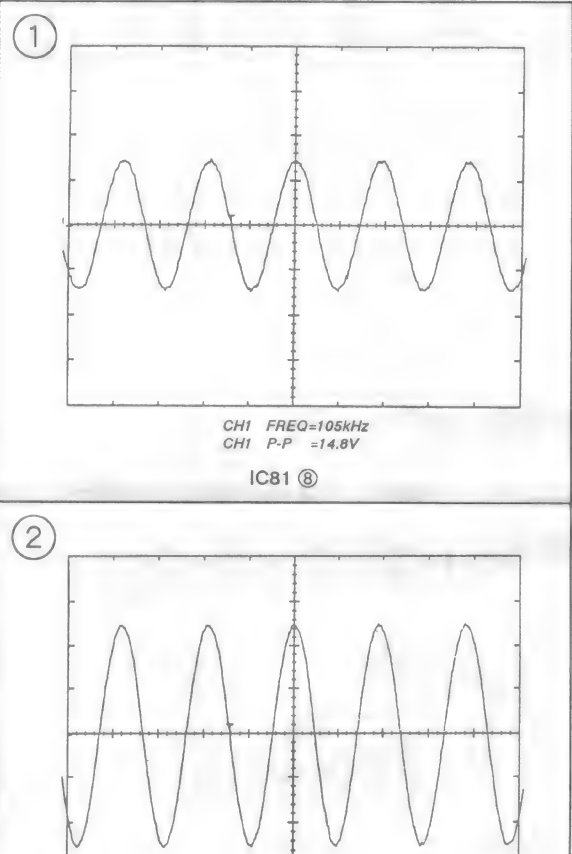 ①
CH1 FREQ=105kHz
CH1 P-P =14.8V
IC81 ⑧
②